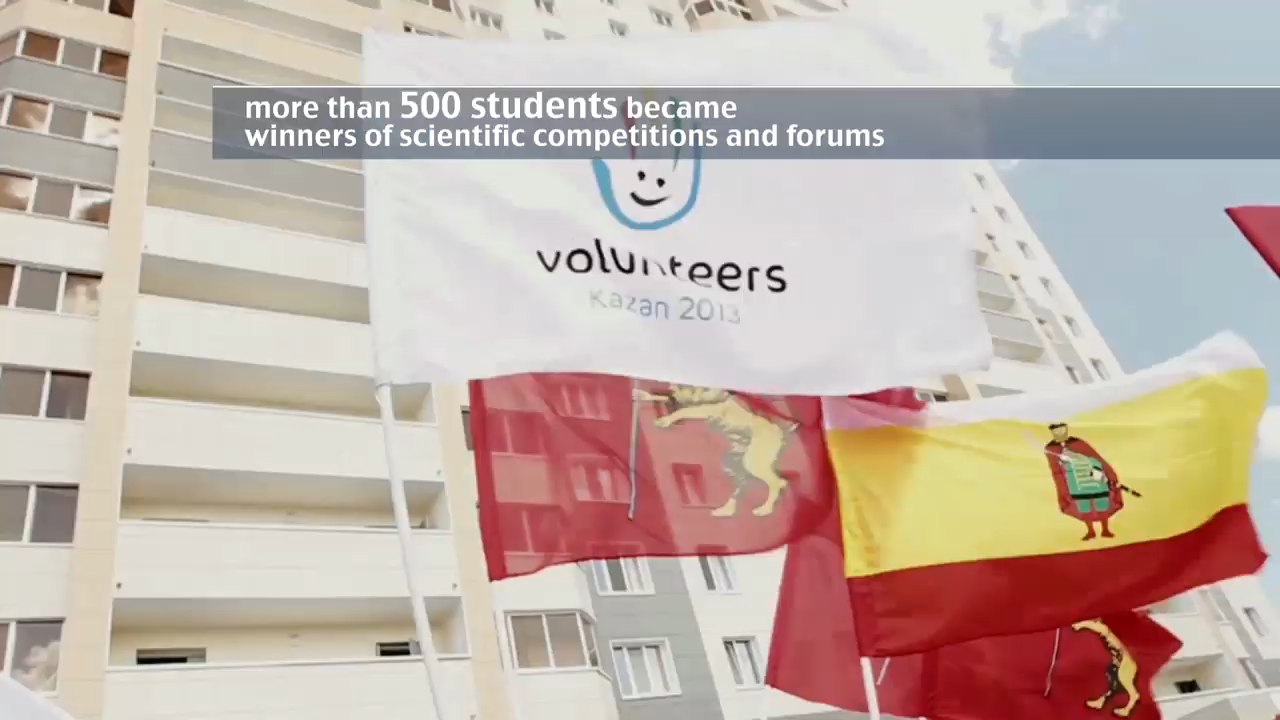 more than 500 students became
winners of scientific competitions and forums
volunteers
Kazan 2013